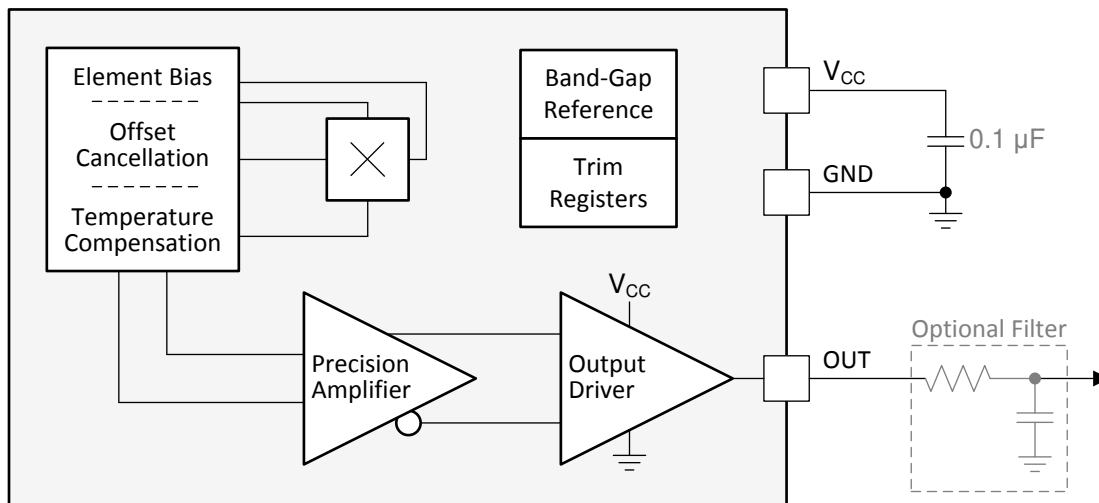 Element Bias
Offset
Cancellation
Temperature
Compensation
Band-Gap
Reference
Trim
Registers
VCC
0.1 µF
GND
VCC
Precision
Amplifier
Output
Driver
OUT
Optional Filter